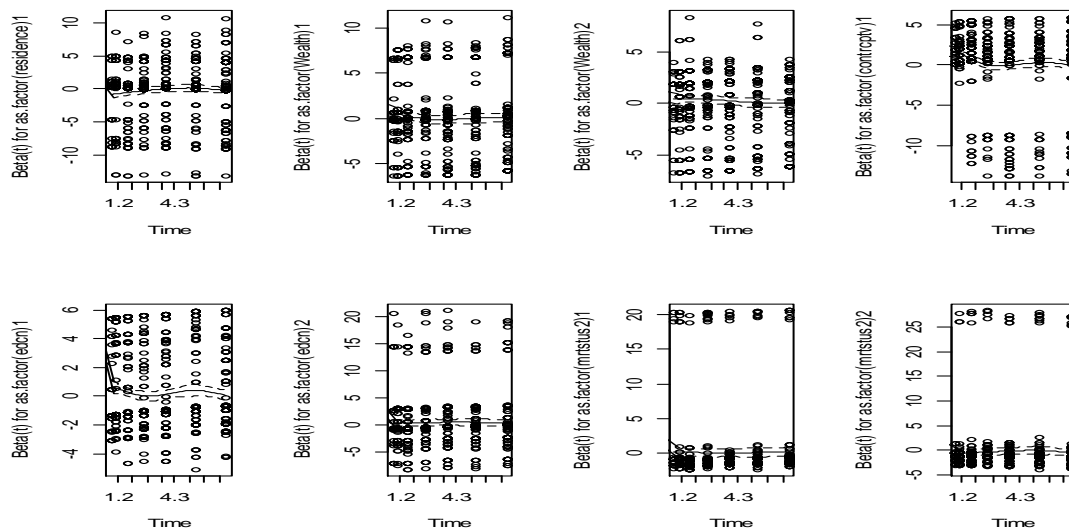 Beta(t) for as.factor(residence)1
10
5
0
-10
1.2 4.3
Time
Beta(t) for as.factor(Wealth)1
10
5
0
-5
1.2 4.3
Time
Beta(t) for as.factor(Wealth)2
5
0
-5
1.2 4.3
Time
Beta(t) for as.factor(contrcptv)1
5
0
-10
1.2 4.3
Time
Beta(t) for as.factor(edcn)1
6
4
2
0
-4
1.2 4.3
Time
Beta(t) for as.factor(edcn)2
20
15
10
5
0
-5
1.2 4.3
Time
Beta(t) for as.factor(mrtstus2)1
20
15
10
5
0
1.2 4.3
Time
Beta(t) for as.factor(mrtstus2)2
25
15
5
0
-5
1.2 4.3
Time